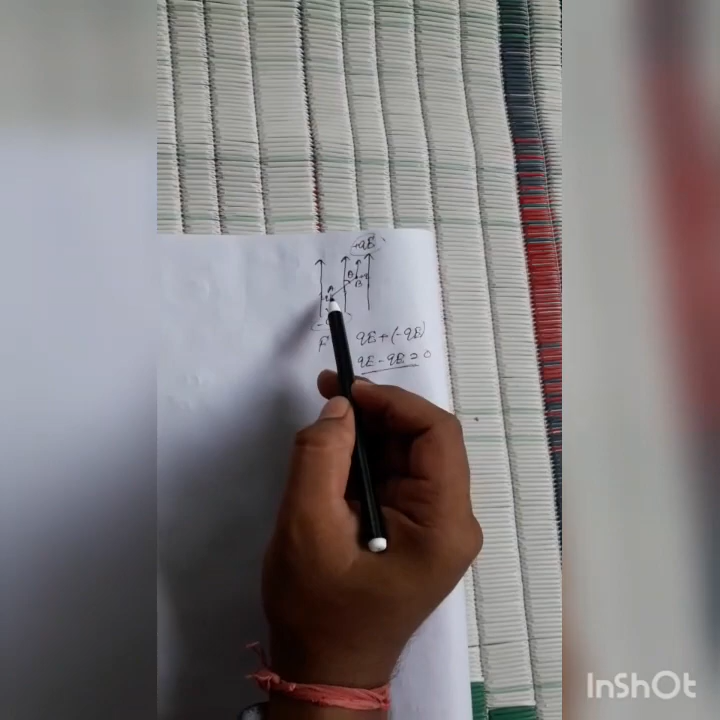 +qE
A
B
B
F
qE + (-qE)
qE - qE = 0
InShOt